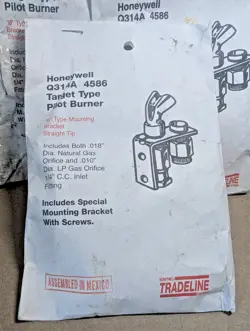 Pilot Burner
Honeywell
Q314A 4586
Honeywell
Q314A 4586
Target Type
Pilot Burner
Type Mounting
Bracket
Straight Tip
Includes Both .018"
Dia. Natural Gas
Orifice and .010"
Dia. LP Gas Orifice
1/4" C.C. Inlet
Fitting
Includes Special
Mounting Bracket
With Screws.
ASSEMBLED IN MEXICO
HONEYWELL
TRADELINE